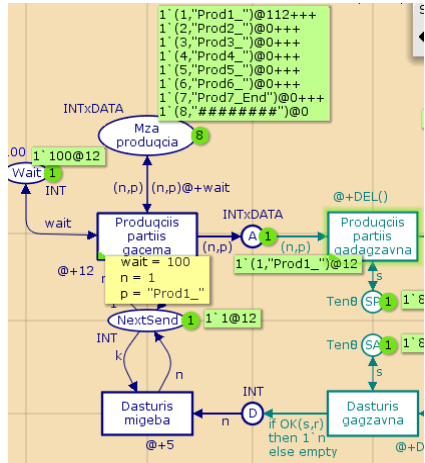 1`(1,"Prod1_")@112+++
1`(2,"Prod2_")@0+++
1`(3,"Prod3_")@0+++
1`(4,"Prod4_")@0+++
1`(5,"Prod5_")@0+++
1`(6,"Prod6_")@0+++
1`(7,"Prod7_End")@0+++
1`(8,"########")@0
INTxDATA
Mza
produqcia
8
00
1`100@12
Wait
1
INT
(n,p)
(n,p)@+wait
wait
@+DEL()
INTxDATA
Produqciis
partiis
gacema
(n,p)
A
1
(n,p)
Produqciis
partiis
gadagzavna
@+12
1`(1,"Prod1_")@12
wait = 100
n = 1
p = "Prod1_"
s
Ten0
SP
1
1`8
NextSend
1
1`1@12
INT
k
n
Ten0
SA
1
1`8
s
INT
Dasturis
migeba
n
D
if OK(s,r)
then 1`n
else empty
Dasturis
gagzavna
@+5
@+D